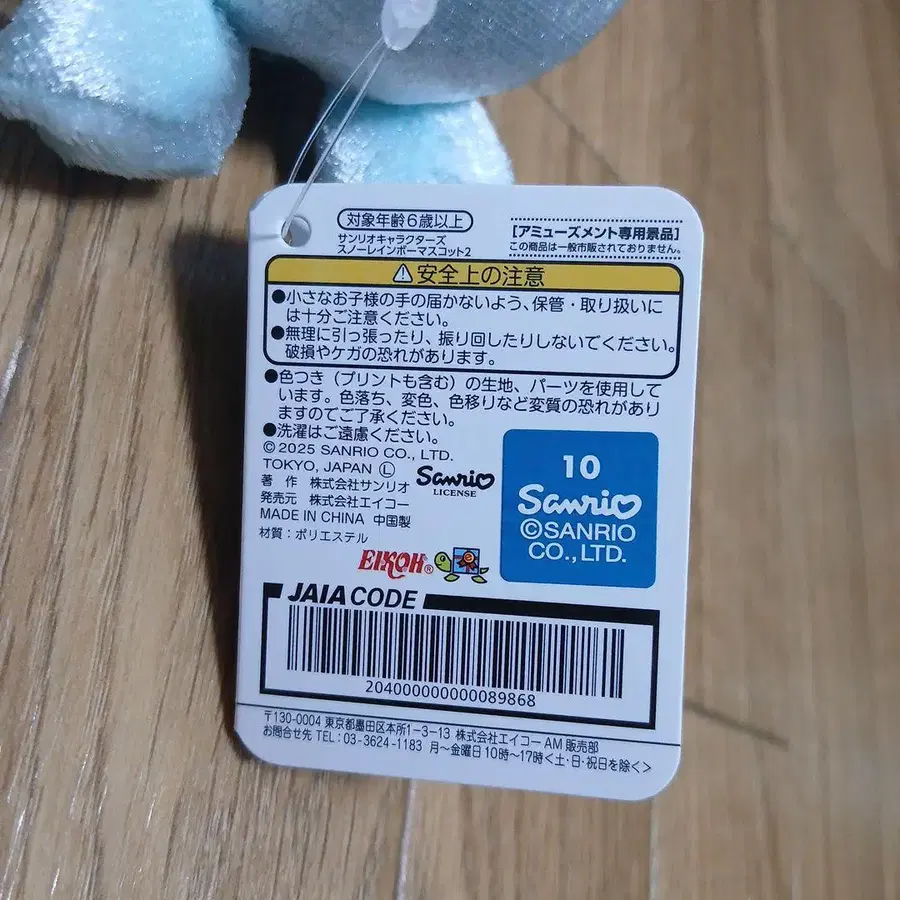 対象年齢6歳以上
サンリオキャラクターズ
スノーレインボーマスコット2
[アミューズメント専用景品]
この商品は一般市販されておりません。
⚠安全上の注意
●小さなお子様の手の届かないよう、保管・取り扱いに
は十分ご注意ください。
●無理に引っ張ったり、振り回したりしないでください。
破損やケガの恐れがあります。
●色つき（プリントも含む）の生地、パーツを使用して
います。色落ち、変色、色移りなど変質の恐れがあり
ますのでご了承ください。
●洗濯はご遠慮ください。
© 2025 SANRIO CO., LTD.
TOKYO, JAPAN Ⓛ
著 作 株式会社サンリオ
発売元 株式会社エイコー
MADE IN CHINA 中国製
材質：ポリエステル
Sanrio
LICENSE
10
Sanrio
©SANRIO
CO.,LTD.
EIKOH®
JAIA CODE
2040000000000089868
〒130-0004 東京都墨田区本所1-3-13 株式会社エイコー AM 販売部
お問合せ先 TEL：03-3624-1183 月〜金曜日10時〜17時<土・日・祝日を除く>